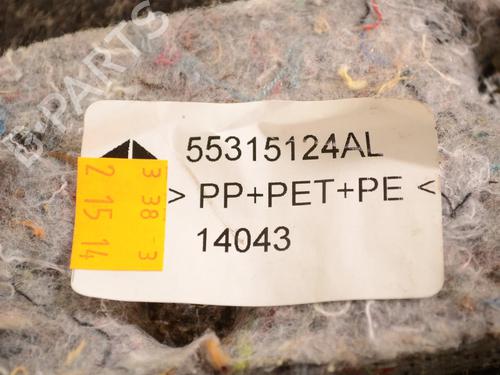 B-PARTS
55315124AL
>PP+PET+PE<
14043
3 38 -3
2 15 14